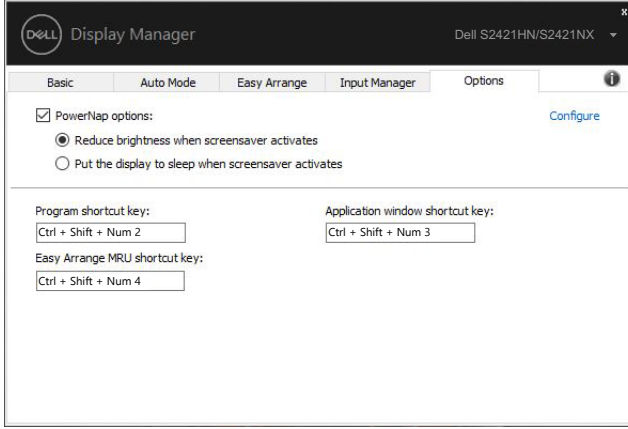 x
DELL Display Manager Dell S2421HN/S2421NX
Basic Auto Mode Easy Arrange Input Manager Options
PowerNap options: Configure
Reduce brightness when screensaver activates
Put the display to sleep when screensaver activates
Program shortcut key: Application window shortcut key:
Ctrl + Shift + Num 2 Ctrl + Shift + Num 3
Easy Arrange MRU shortcut key:
Ctrl + Shift + Num 4